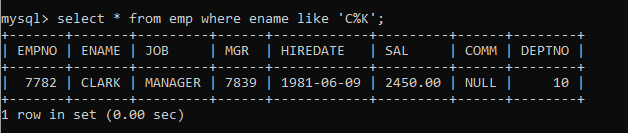 mysql> select * from emp where ename like 'C%K';
+-------+-------+---------+------+------------+---------+------+--------+
| EMPNO | ENAME | JOB     | MGR  | HIREDATE   | SAL     | COMM | DEPTNO |
+-------+-------+---------+------+------------+---------+------+--------+
|  7782 | CLARK | MANAGER | 7839 | 1981-06-09 | 2450.00 | NULL |     10 |
+-------+-------+---------+------+------------+---------+------+--------+
1 row in set (0.00 sec)